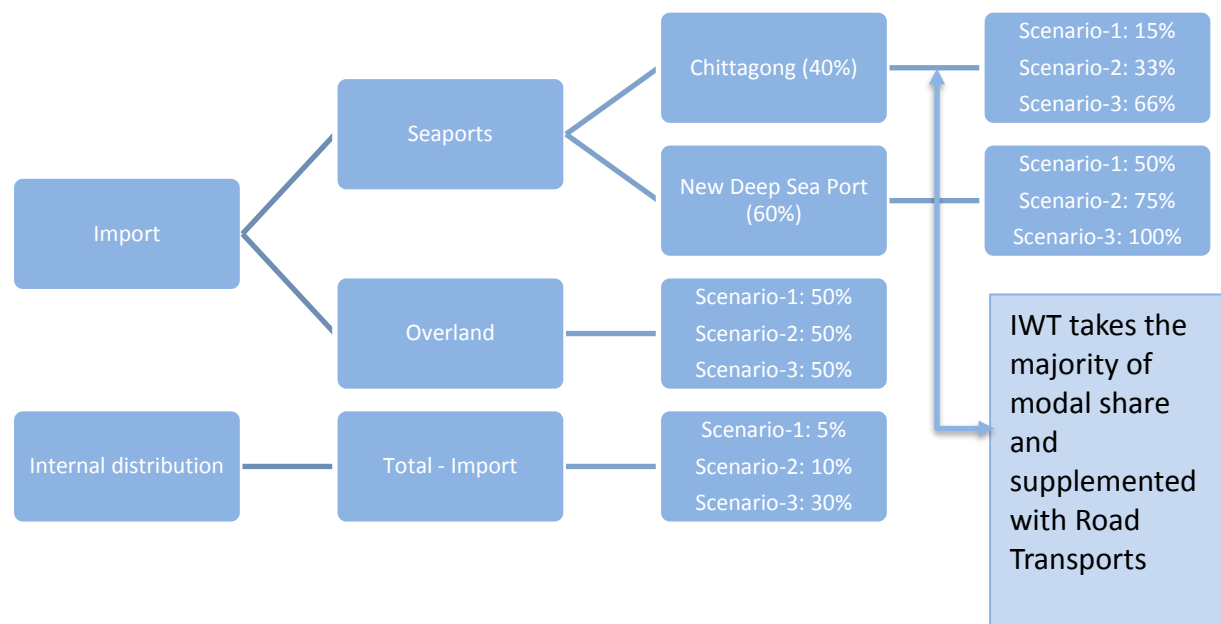 Import
Seaports
Chittagong (40%)
Scenario-1: 15%
Scenario-2: 33%
Scenario-3: 66%
New Deep Sea Port
(60%)
Scenario-1: 50%
Scenario-2: 75%
Scenario-3: 100%
Overland
Scenario-1: 50%
Scenario-2: 50%
Scenario-3: 50%
Internal distribution
Total - Import
Scenario-1: 5%
Scenario-2: 10%
Scenario-3: 30%
IWT takes the
majority of
modal share
and
supplemented
with Road
Transports